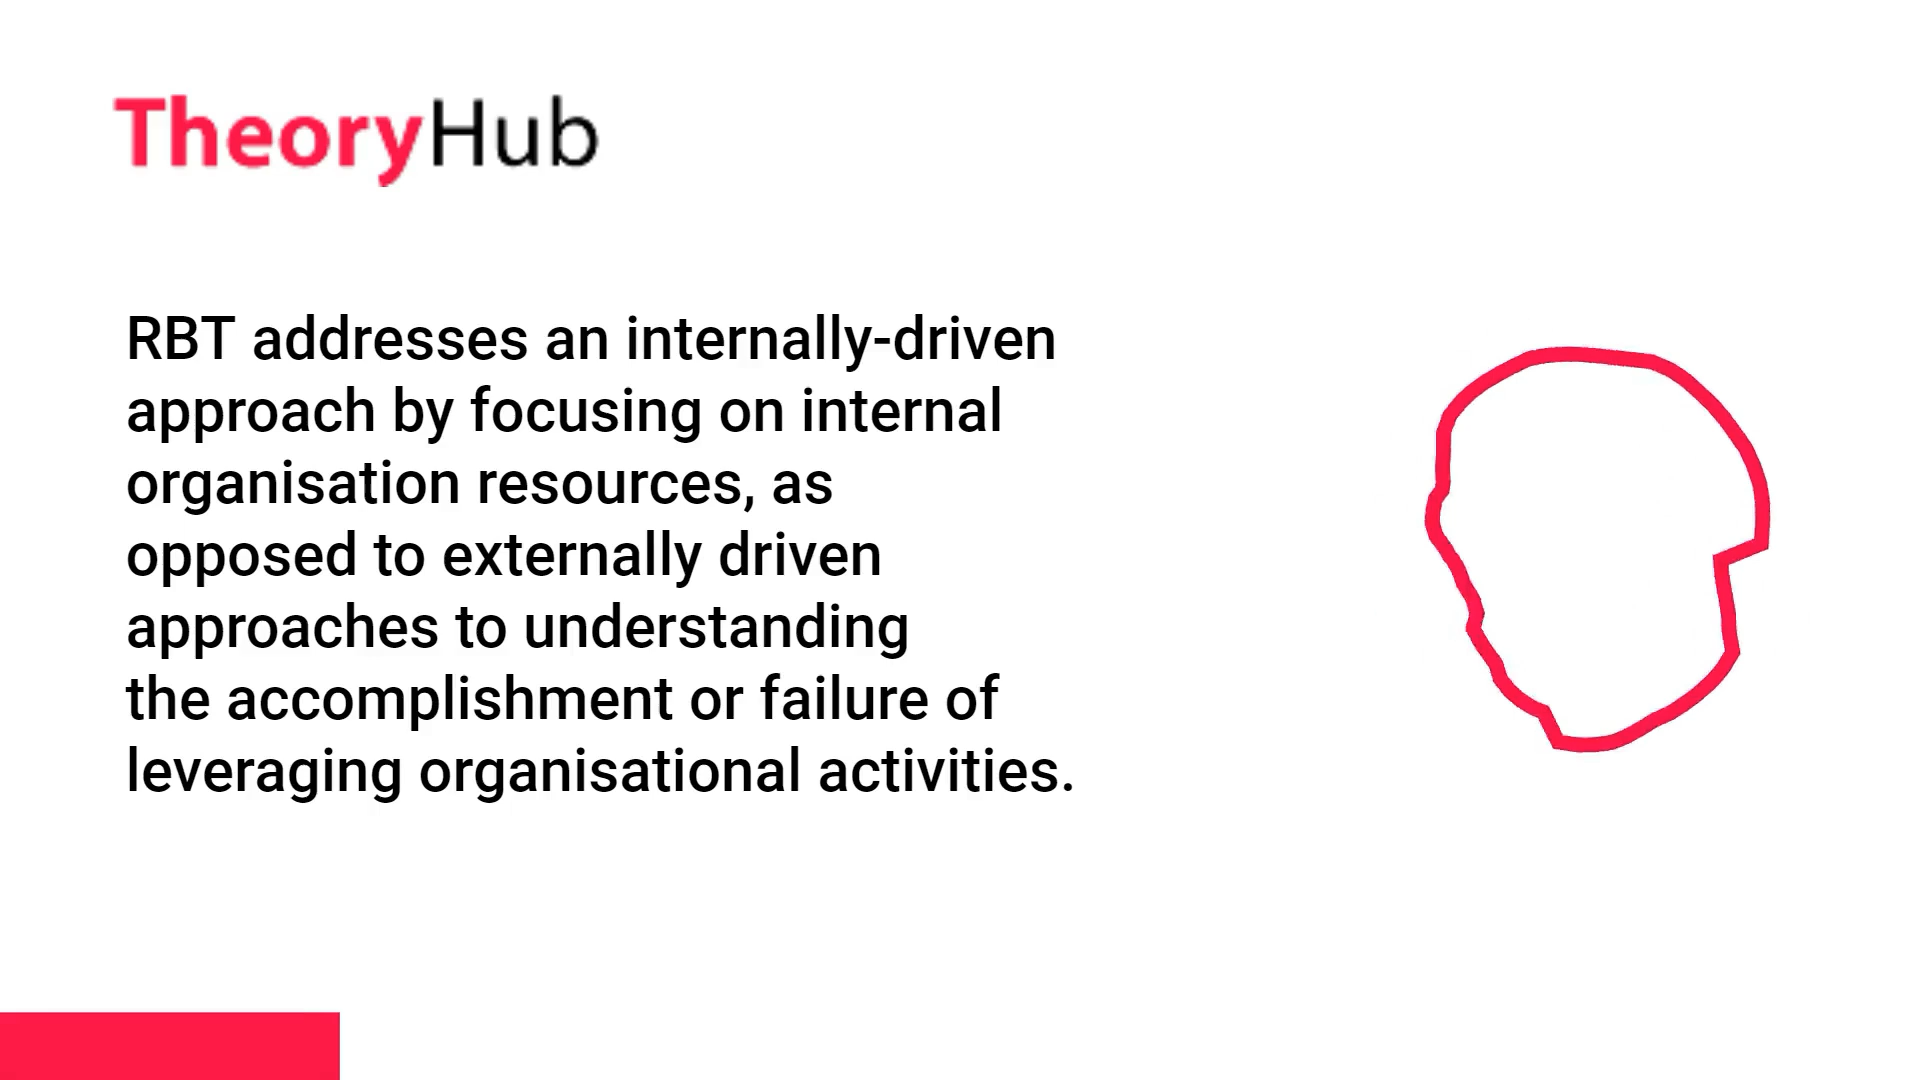 TheoryHub
RBT addresses an internally-driven
approach by focusing on internal
organisation resources, as
opposed to externally driven
approaches to understanding
the accomplishment or failure of
leveraging organisational activities.